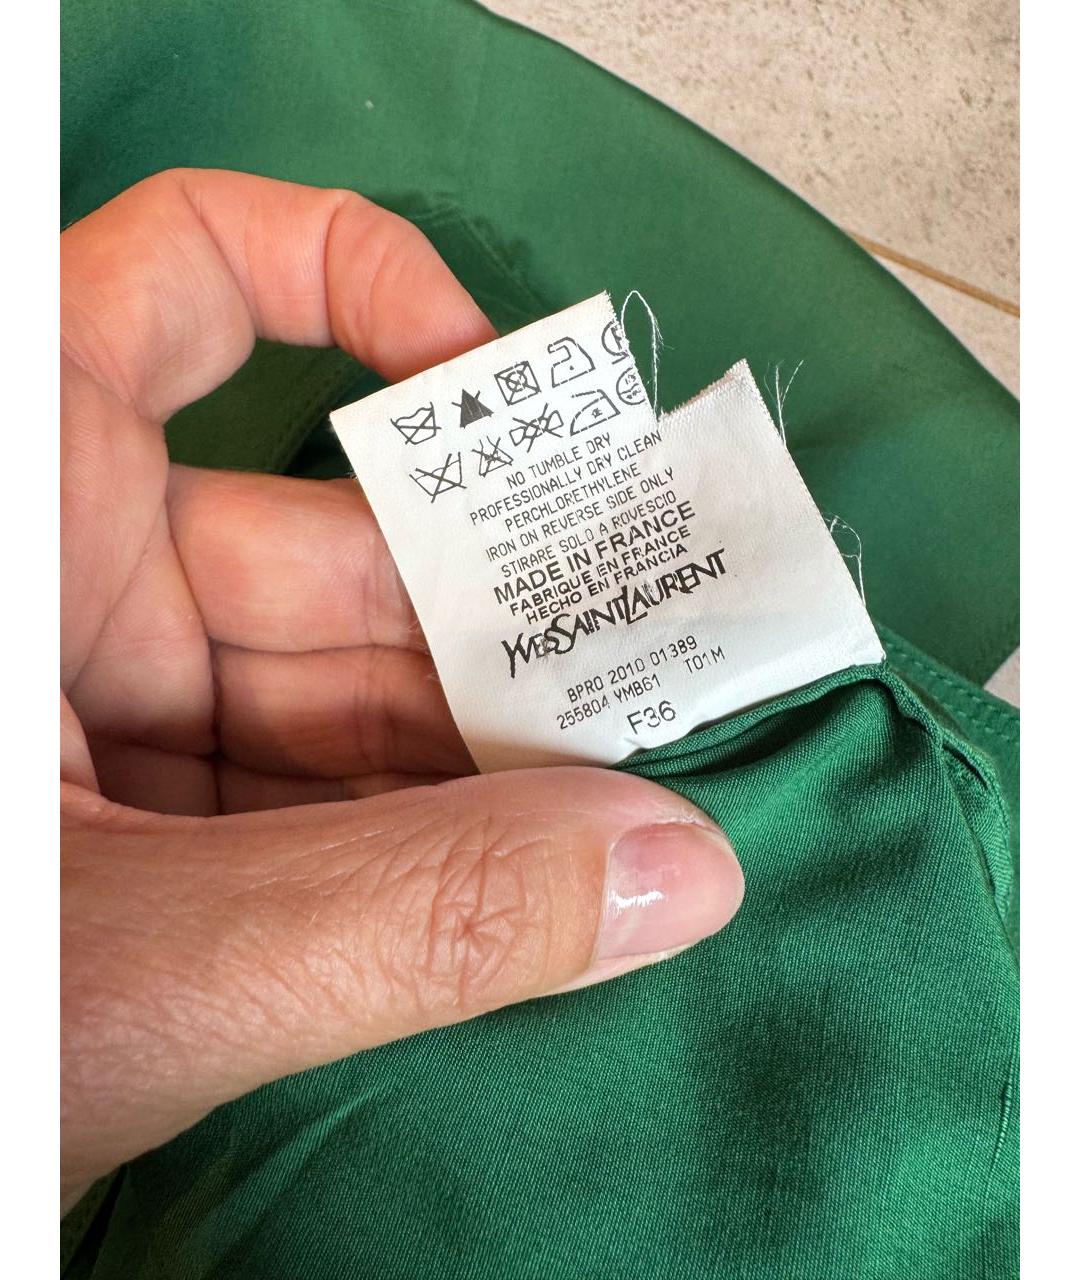 NO TUMBLE DRY
PROFESSIONALLY DRY CLEAN
PERCHLORETHYLENE
IRON ON REVERSE SIDE ONLY
STIRARE SOLO A ROVESCIO
MADE IN FRANCE
FABRIQUE EN FRANCE
HECHO EN FRANCIA
YVESSAINTLAURENT
BPRO 2010 01389
255804 YMB61 T01M
F36